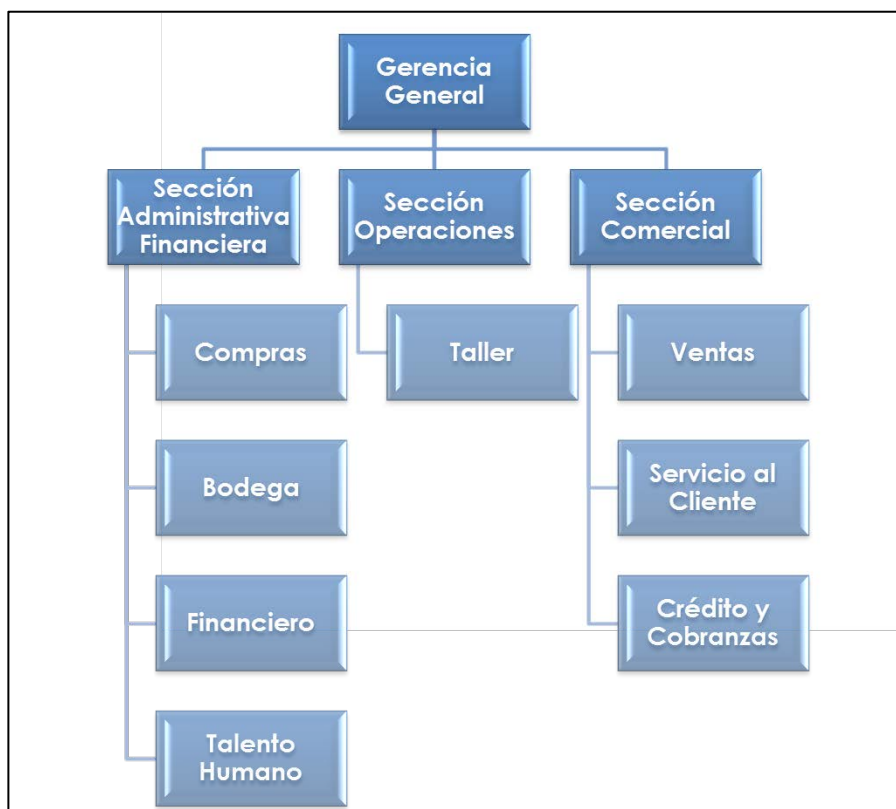 Gerencia
General
Sección
Administrativa
Financiera
Sección
Operaciones
Sección
Comercial
Compras
Taller
Ventas
Bodega
Servicio al
Cliente
Financiero
Crédito y
Cobranzas
Talento
Humano